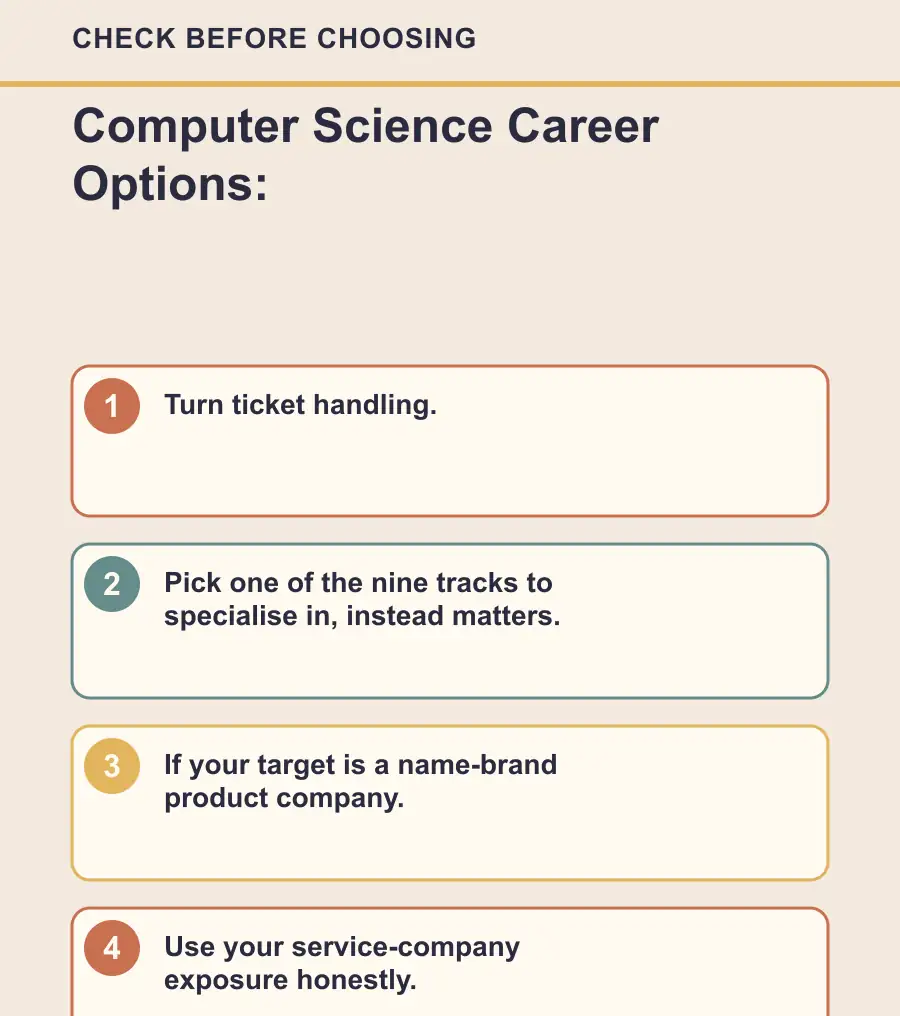 CHECK BEFORE CHOOSING
Computer Science Career
Options:
1
Turn ticket handling.
2
Pick one of the nine tracks to
specialise in, instead matters.
3
If your target is a name-brand
product company.
4
Use your service-company
exposure honestly.